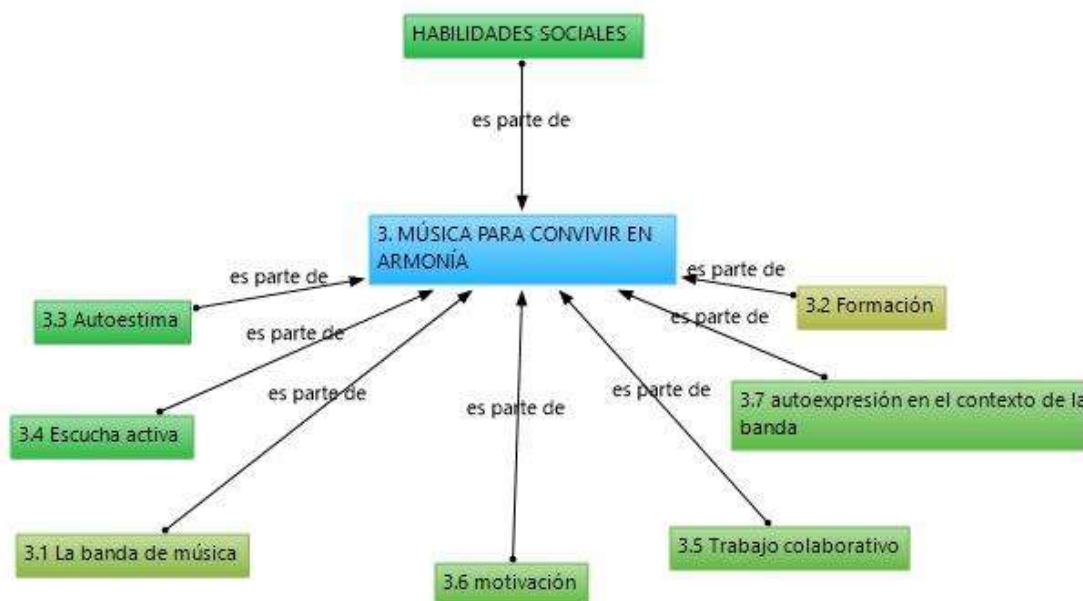 HABILIDADES SOCIALES
es parte de
3. MÚSICA PARA CONVIVIR EN
ARMONÍA
es parte de
es parte de
3.3 Autoestima
3.2 Formación
es parte de
es parte de
es parte de
es parte de
es parte de
3.4 Escucha activa
3.7 autoexpresión en el contexto de la
banda
3.1 La banda de música
3.5 Trabajo colaborativo
3.6 motivación